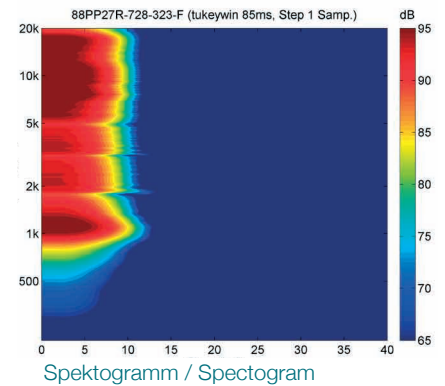 88PP27R-728-323-F (tukeywin 85ms, Step 1 Samp.)
dB
20k
10k
5k
2k
1k
500
0 5 10 15 20 25 30 35 40
95
90
85
80
75
70
65
Spektogramm / Spectogram